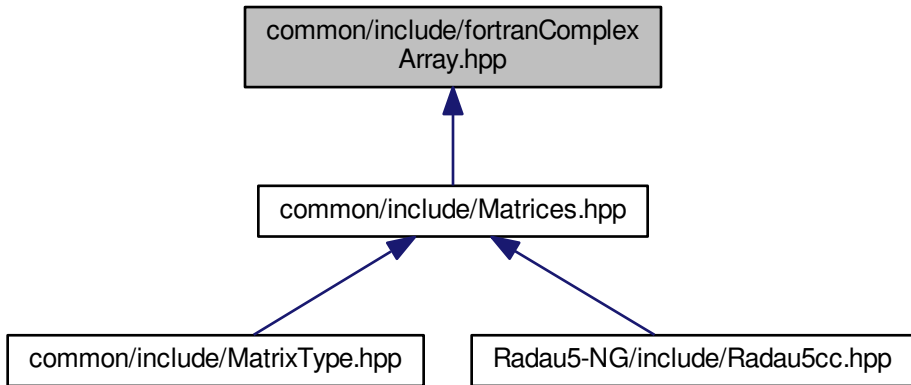 common/include/fortranComplex
Array.hpp
common/include/Matrices.hpp
common/include/MatrixType.hpp
Radau5-NG/include/Radau5cc.hpp